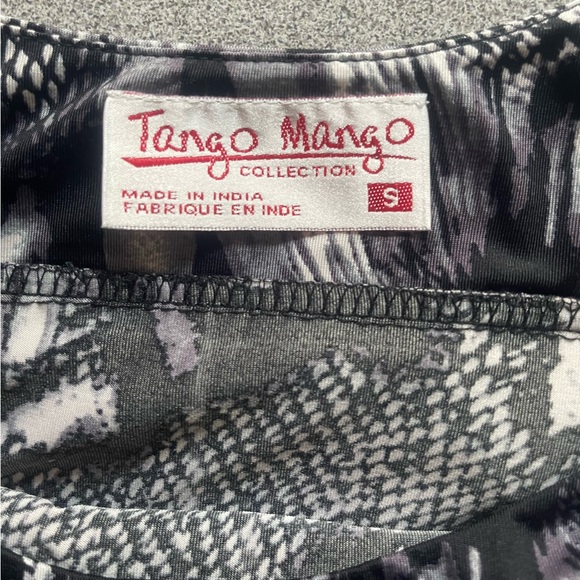 Tango Mango
COLLECTION
MADE IN INDIA
FABRIQUE EN INDE
S